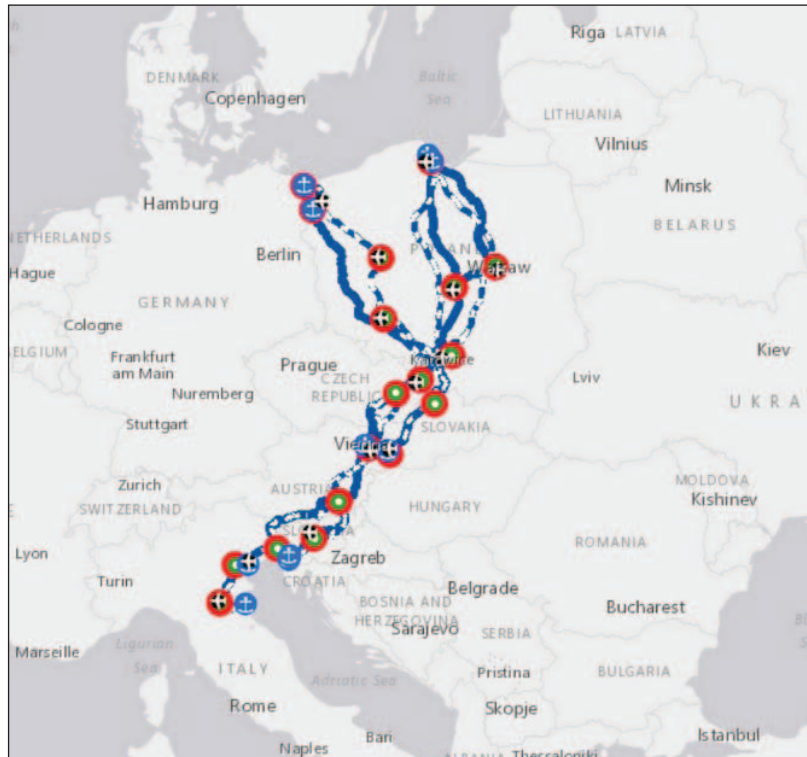 Riga LATVIA
DENMARK
Baltic
Sea
Copenhagen
LITHUANIA
Vilnius
Minsk
Hamburg
BELARUS
NETHERLANDS
Berlin
Warsaw
Hague
GERMANY
Cologne
BELGIUM
Frankfurt
am Main
Prague
Katowice
Kiev
CZECH
REPUBLIC
Lviv
Nuremberg
UKRA
Stuttgart
SLOVAKIA
Vienna
Zurich
AUSTRIA
MOLDOVA
SWITZERLAND
HUNGARY
Kishinev
Lyon
Zagreb
ROMANIA
Turin
CROATIA
Belgrade
BOSNIA AND
HERZEGOVINA
Bucharest
Sarajevo
SERBIA
Marseille
Ligurian
Sea
ITALY
Adriatic Sea
Pristina
BULGARIA
Rome
Skopje
Bari
Istanbul
Naples
Thessaloniki